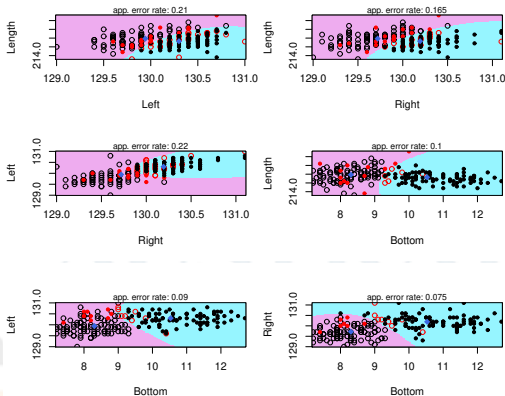 app. error rate: 0.21
Length
214.0
129.0 129.5 130.0 130.5 131.0
Left
app. error rate: 0.165
Length
214.0
129.0 129.5 130.0 130.5 131.0
Right
app. error rate: 0.22
Left
129.0 131.0
129.0 129.5 130.0 130.5 131.0
Right
app. error rate: 0.1
Length
214.0
8 9 10 11 12
Bottom
app. error rate: 0.09
Left
129.0 131.0
8 9 10 11 12
Bottom
app. error rate: 0.075
Right
129.0 131.0
8 9 10 11 12
Bottom